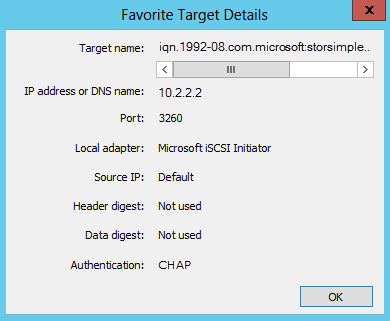 Favorite Target Details
x
Target name: iqn.1992-08.com.microsoft:storsimple..
IP address or DNS name: 10.2.2.2
Port: 3260
Local adapter: Microsoft iSCSI Initiator
Source IP: Default
Header digest: Not used
Data digest: Not used
Authentication: CHAP
OK